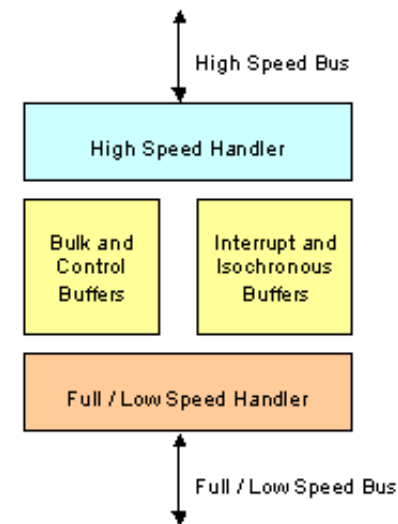 High Speed Bus
High Speed Handler
Bulk and
Control
Buffers
Interrupt and
Isochronous
Buffers
Full / Low Speed Handler
Full / Low Speed Bus